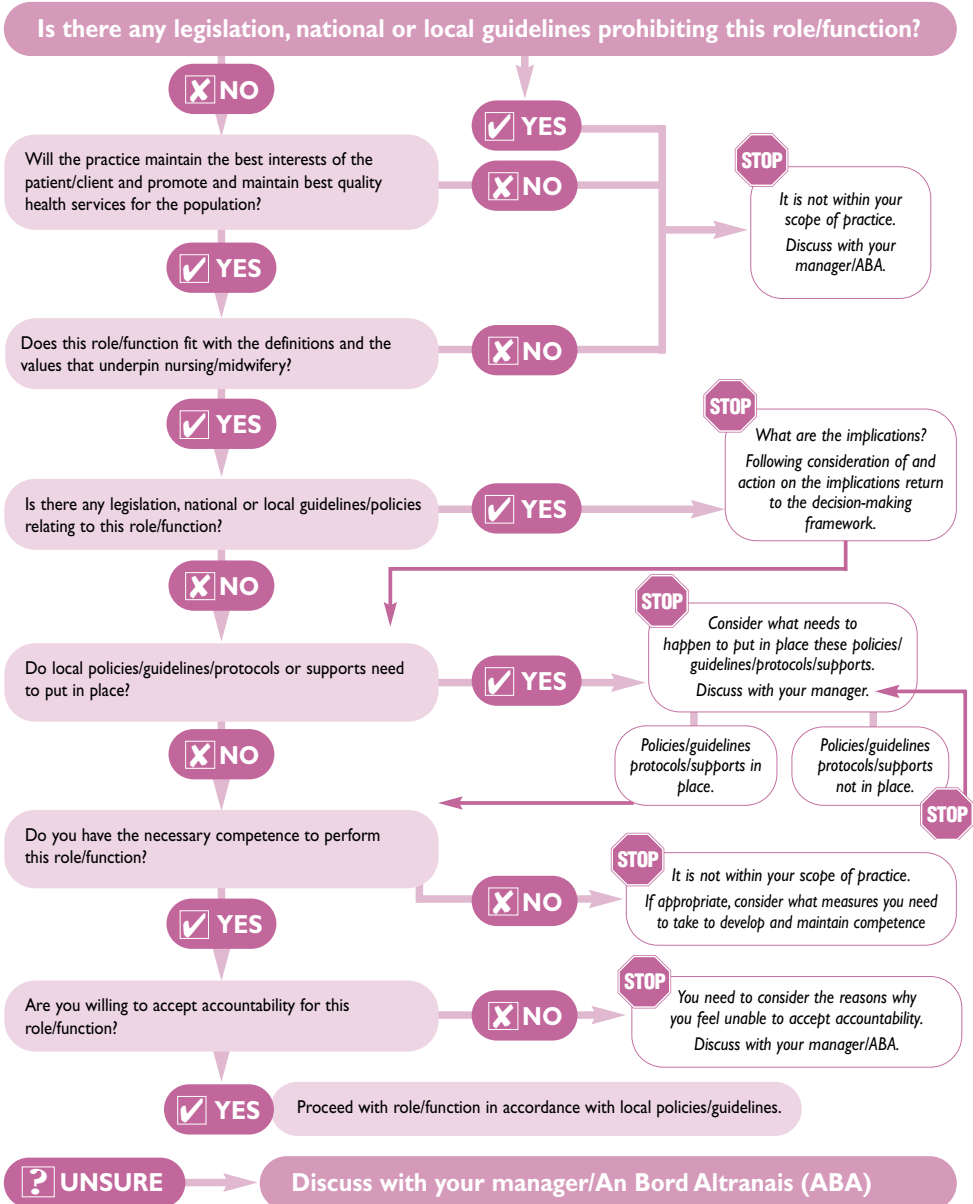 Is there any legislation, national or local guidelines prohibiting this role/function?
NO
YES
Will the practice maintain the best interests of the
patient/client and promote and maintain best quality
health services for the population?
NO
STOP
It is not within your
scope of practice.
Discuss with your
manager/ABA.
YES
Does this role/function fit with the definitions and the
values that underpin nursing/midwifery?
NO
YES
STOP
What are the implications?
Following consideration of and
action on the implications return
to the decision-making
framework.
Is there any legislation, national or local guidelines/policies
relating to this role/function?
YES
NO
STOP
Consider what needs to
happen to put in place these policies/
guidelines/protocols/supports.
Discuss with your manager.
Do local policies/guidelines/protocols or supports need
to put in place?
YES
NO
Policies/guidelines
protocols/supports in
place.
Policies/guidelines
protocols/supports
not in place.
STOP
Do you have the necessary competence to perform
this role/function?
NO
STOP
It is not within your scope of practice.
If appropriate, consider what measures you need
to take to develop and maintain competence
YES
Are you willing to accept accountability for this
role/function?
NO
STOP
You need to consider the reasons why
you feel unable to accept accountability.
Discuss with your manager/ABA.
YES
Proceed with role/function in accordance with local policies/guidelines.
? UNSURE
Discuss with your manager/An Bord Altranais (ABA)